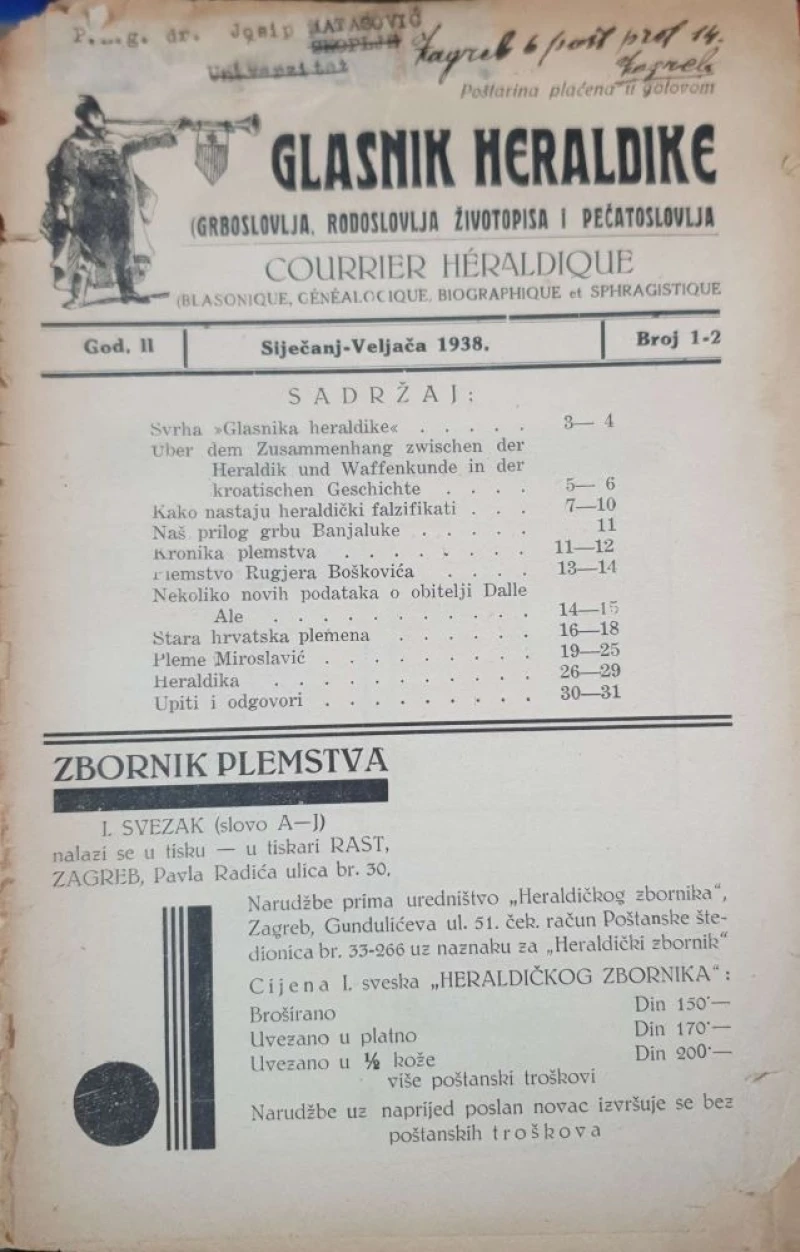 P. . g. dr. Josip MATASOVIĆ
SKOPLJE Zagreb 6 pošt pret 14.
Univerzitet Zagreb
Poštarina plaćena u gotovom
GLASNIK HERALDIKE
(GRBOSLOVLJA, RODOSLOVLJA ŽIVOTOPISA I PEČATOSLOVLJA
COURRIER HÉRALDIQUE
(BLASONIQUE, GÉNÉALOGIQUE, BIOGRAPHIQUE et SPHRAGISTIQUE
God. II Siječanj-Veljača 1938. Broj 1-2
SADRŽAJ:
Svrha »Glasnika heraldike« . . . . . 3— 4
Uber dem Zusammenhang zwischen der
Heraldik und Waffenkunde in der
kroatischen Geschichte . . . . 5— 6
Kako nastaju heraldički falzifikati . . . 7—10
Naš prilog grbu Banjaluke . . . . . 11
Kronika plemstva . . . . . . . . 11—12
Plemstvo Rugjera Boškovića . . . . 13—14
Nekoliko novih podataka o obitelji Dalle
Ale . . . . . . . . . . . 14—15
Stara hrvatska plemena . . . . . 16—18
Pleme Miroslavić . . . . . . . . 19—25
Heraldika . . . . . . . . . . . 26—29
Upiti i odgovori . . . . . . . . . 30—31
ZBORNIK PLEMSTVA
I. SVEZAK (slovo A—J)
nalazi se u tisku — u tiskari RAST,
ZAGREB, Pavla Radića ulica br. 30.
Narudžbe prima uredništvo „Heraldičkog zbornika“,
Zagreb, Gundulićeva ul. 51. ček. račun Poštanske šte-
dionica br. 33-266 uz naznaku za „Heraldički zbornik“
Cijena I. sveska „HERALDIČKOG ZBORNIKA“:
Broširano Din 150·—
Uvezano u platno Din 170·—
Uvezano u ½ kože Din 200·—
više poštanski troškovi
Narudžbe uz naprijed poslan novac izvršuje se bez
poštanskih troškova